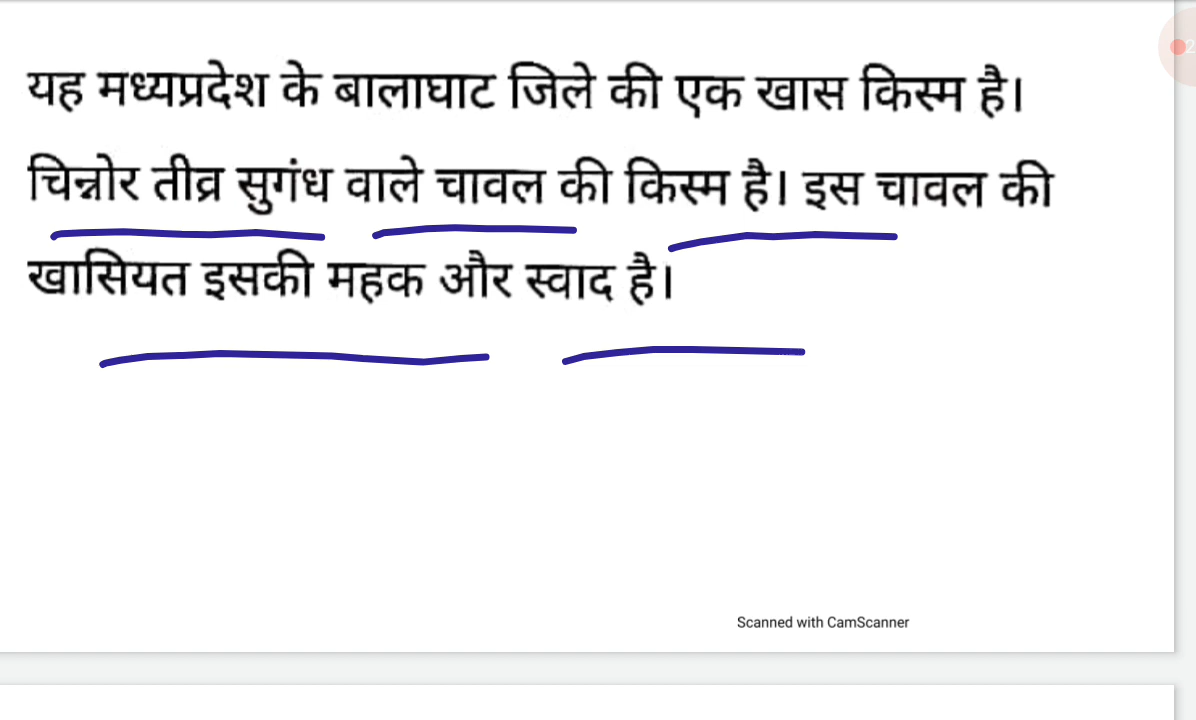 यह मध्यप्रदेश के बालाघाट जिले की एक खास किस्म है।
चिन्नोर तीव्र सुगंध वाले चावल की किस्म है। इस चावल की
खासियत इसकी महक और स्वाद है।
Scanned with CamScanner